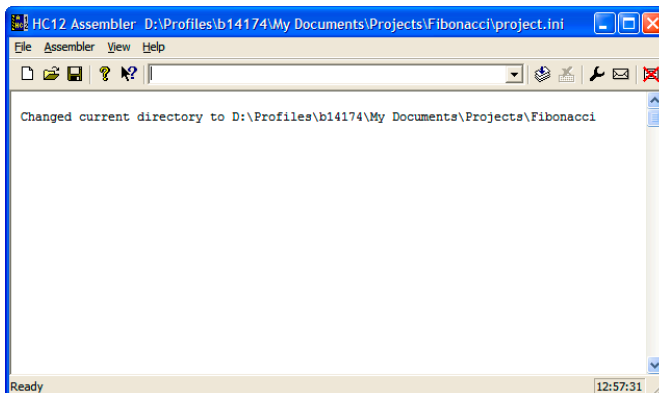 HC12 Assembler D:\Profiles\b14174\My Documents\Projects\Fibonacci\project.ini
File Assembler View Help
Changed current directory to D:\Profiles\b14174\My Documents\Projects\Fibonacci
Ready 12:57:31